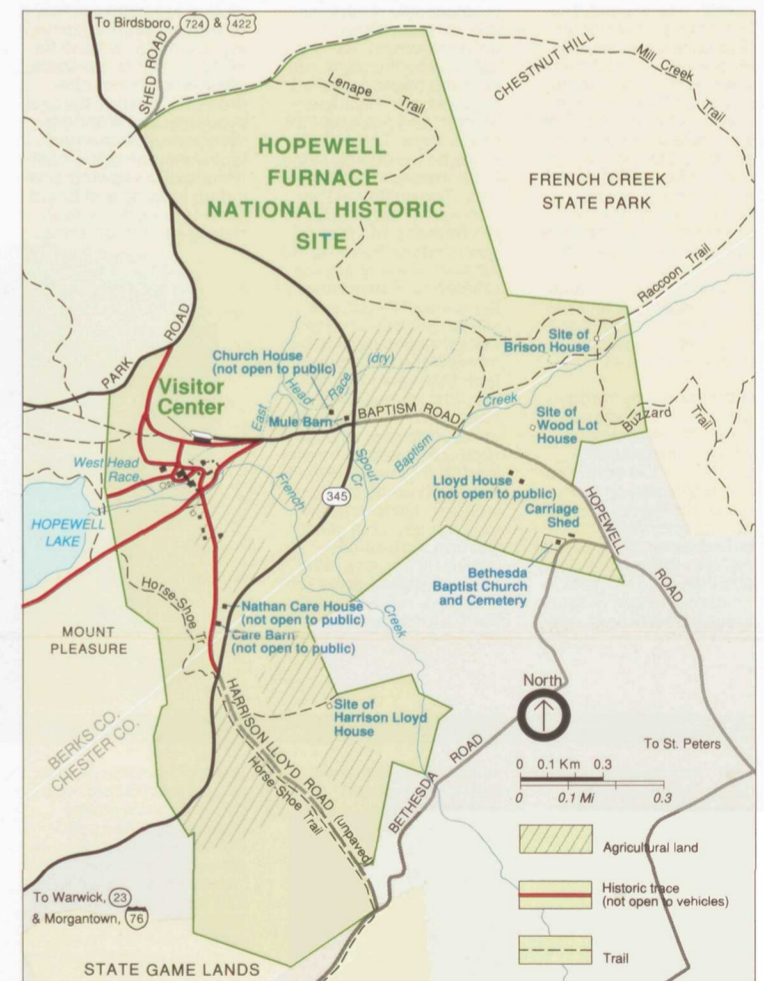 To Birdsboro, 724 & 422
SHED ROAD
CHESTNUT HILL
Mill Creek
Trail
Lenape Trail
HOPEWELL
FURNACE
NATIONAL HISTORIC
SITE
FRENCH CREEK
STATE PARK
Raccoon Trail
PARK ROAD
Church House
(not open to public)
(dry)
Site of
Brison House
Visitor
Center
East Head Race
Mule Barn
BAPTISM ROAD
Creek
Site of
Wood Lot
House
Buzzard Trail
West Head
Race
French
Spout
Cr
Baptism
Lloyd House
(not open to public)
Carriage
Shed
345
HOPEWELL
LAKE
HOPEWELL
ROAD
Bethesda
Baptist Church
and Cemetery
Horse-Shoe Tr
Nathan Care House
(not open to public)
Care Barn
(not open to public)
Creek
MOUNT
PLEASURE
North
BERKS CO.
CHESTER CO.
HARRISON LLOYD ROAD (unpaved)
Horse-Shoe Trail
Site of
Harrison Lloyd
House
BETHESDA ROAD
To St. Peters
0 0.1 Km 0.3
0 0.1 Mi 0.3
Agricultural land
Historic trace
(not open to vehicles)
Trail
To Warwick, 23
& Morgantown, 76
STATE GAME LANDS